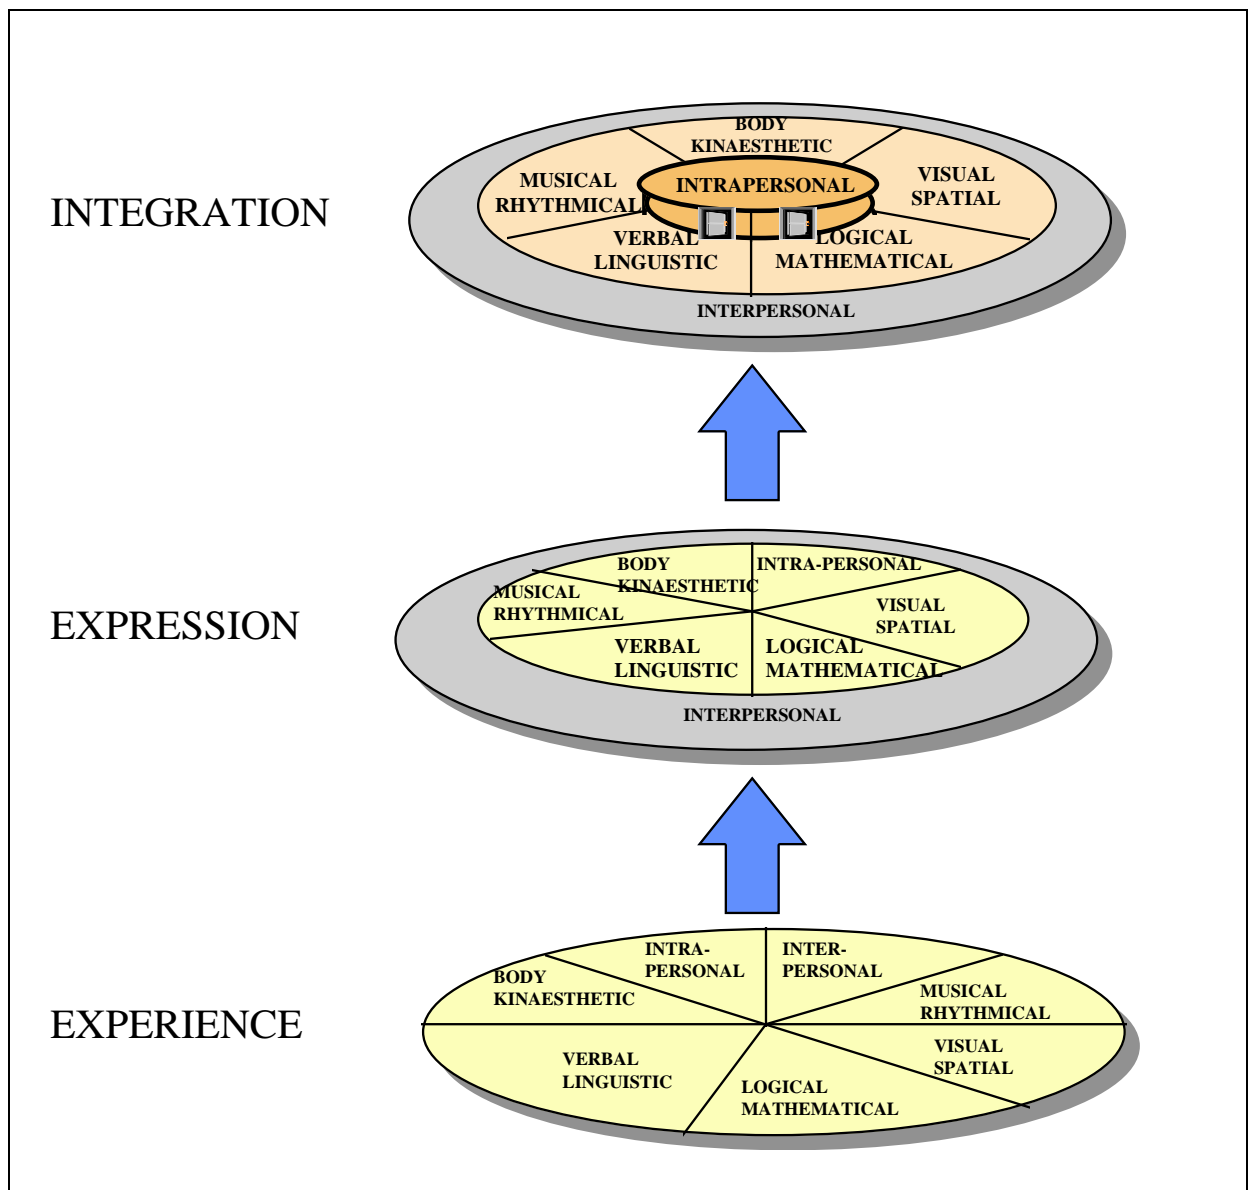 INTEGRATION
BODY
KINAESTHETIC
MUSICAL
RHYTHMICAL
INTRAPERSONAL
VISUAL
SPATIAL
VERBAL
LINGUISTIC
LOGICAL
MATHEMATICAL
INTERPERSONAL
EXPRESSION
BODY
KINAESTHETIC
INTRA-PERSONAL
MUSICAL
RHYTHMICAL
VISUAL
SPATIAL
VERBAL
LINGUISTIC
LOGICAL
MATHEMATICAL
INTERPERSONAL
EXPERIENCE
INTRA-
PERSONAL
INTER-
PERSONAL
BODY
KINAESTHETIC
MUSICAL
RHYTHMICAL
VERBAL
LINGUISTIC
VISUAL
SPATIAL
LOGICAL
MATHEMATICAL